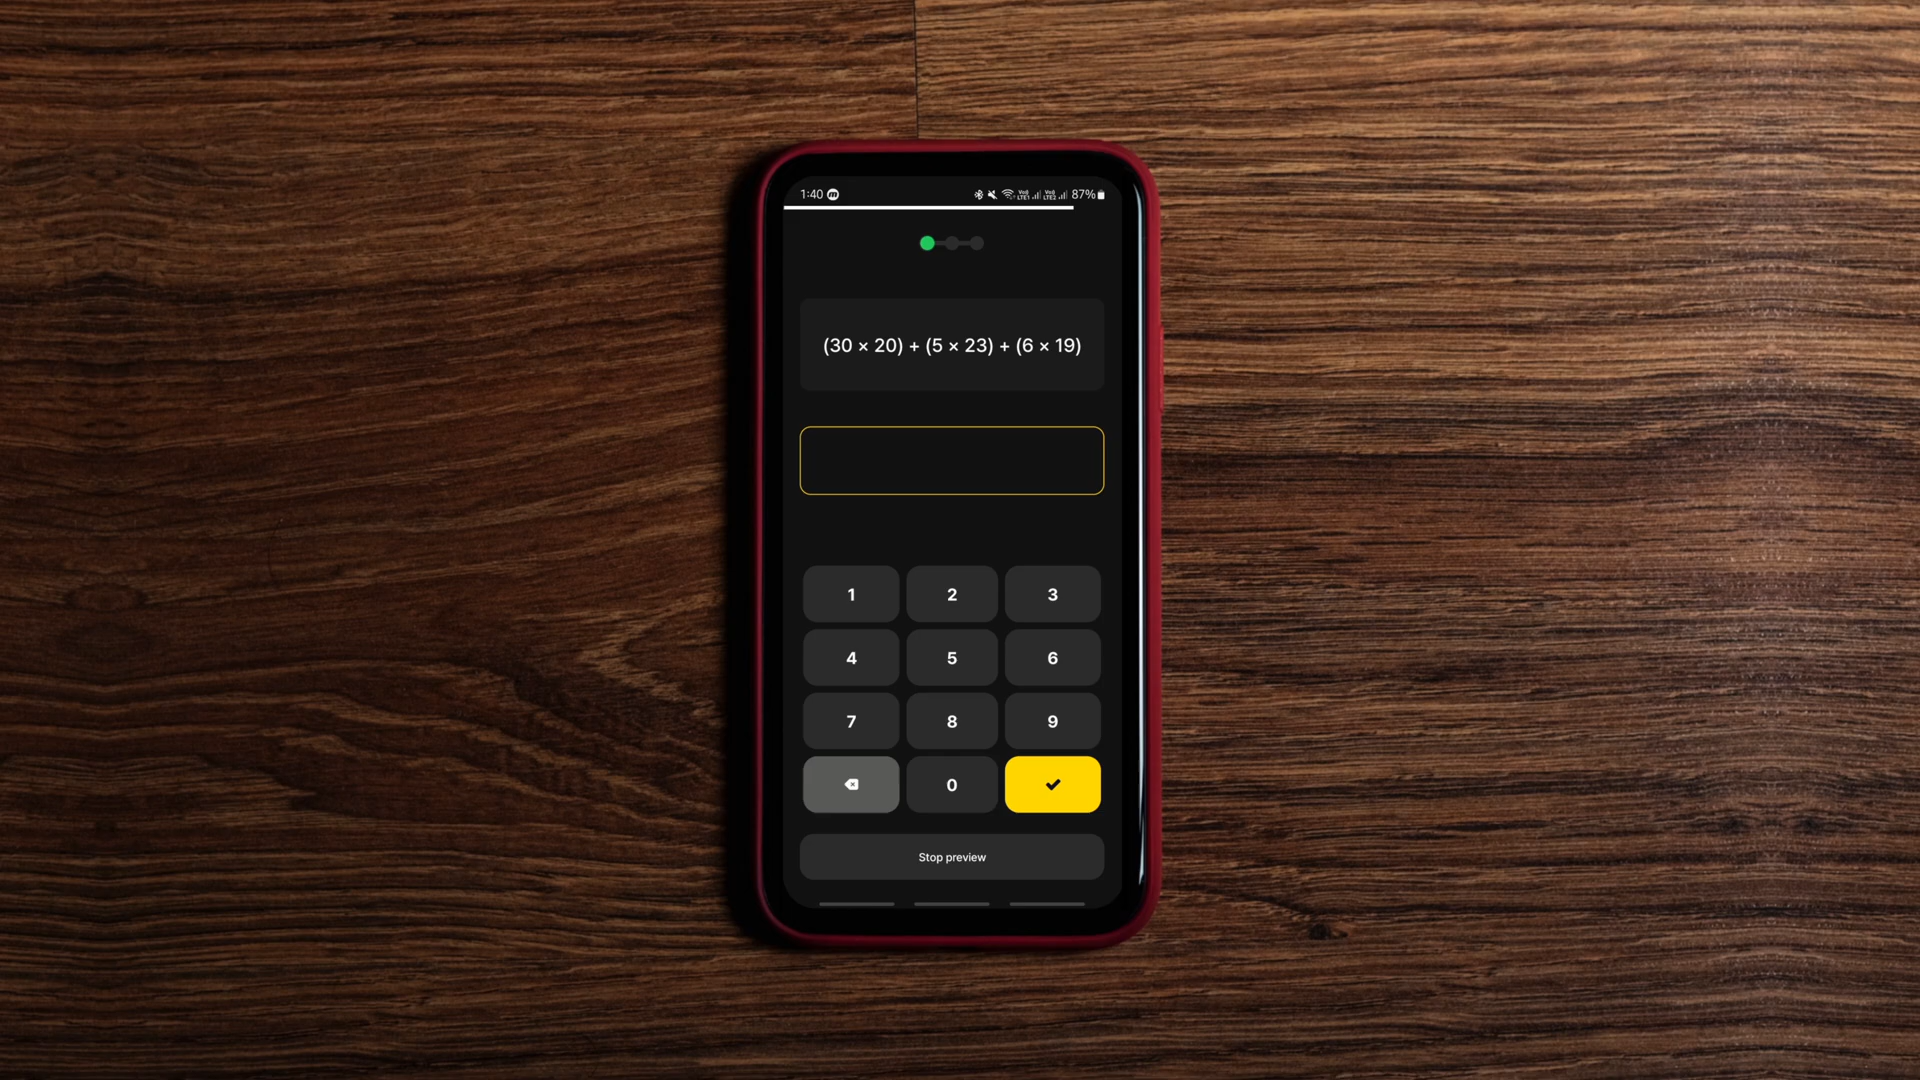 1:40 87%
(30 × 20) + (5 × 23) + (6 × 19)
1 2 3
4 5 6
7 8 9
0
Stop preview